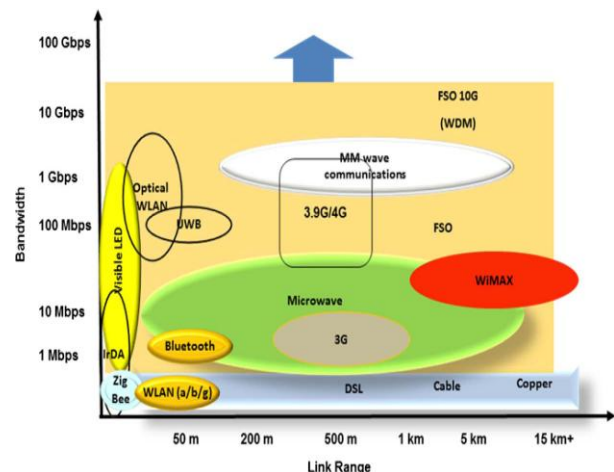 100 Gbps
10 Gbps
1 Gbps
100 Mbps
10 Mbps
1 Mbps
Bandwidth
FSO 10G
(WDM)
MM wave
communications
Optical
WLAN
UWB
3.9G/4G
FSO
Visible LED
WiMAX
Microwave
IrDA
Bluetooth
3G
Zig
Bee
WLAN (a/b/g)
DSL
Cable
Copper
50 m
200 m
500 m
1 km
5 km
15 km+
Link Range